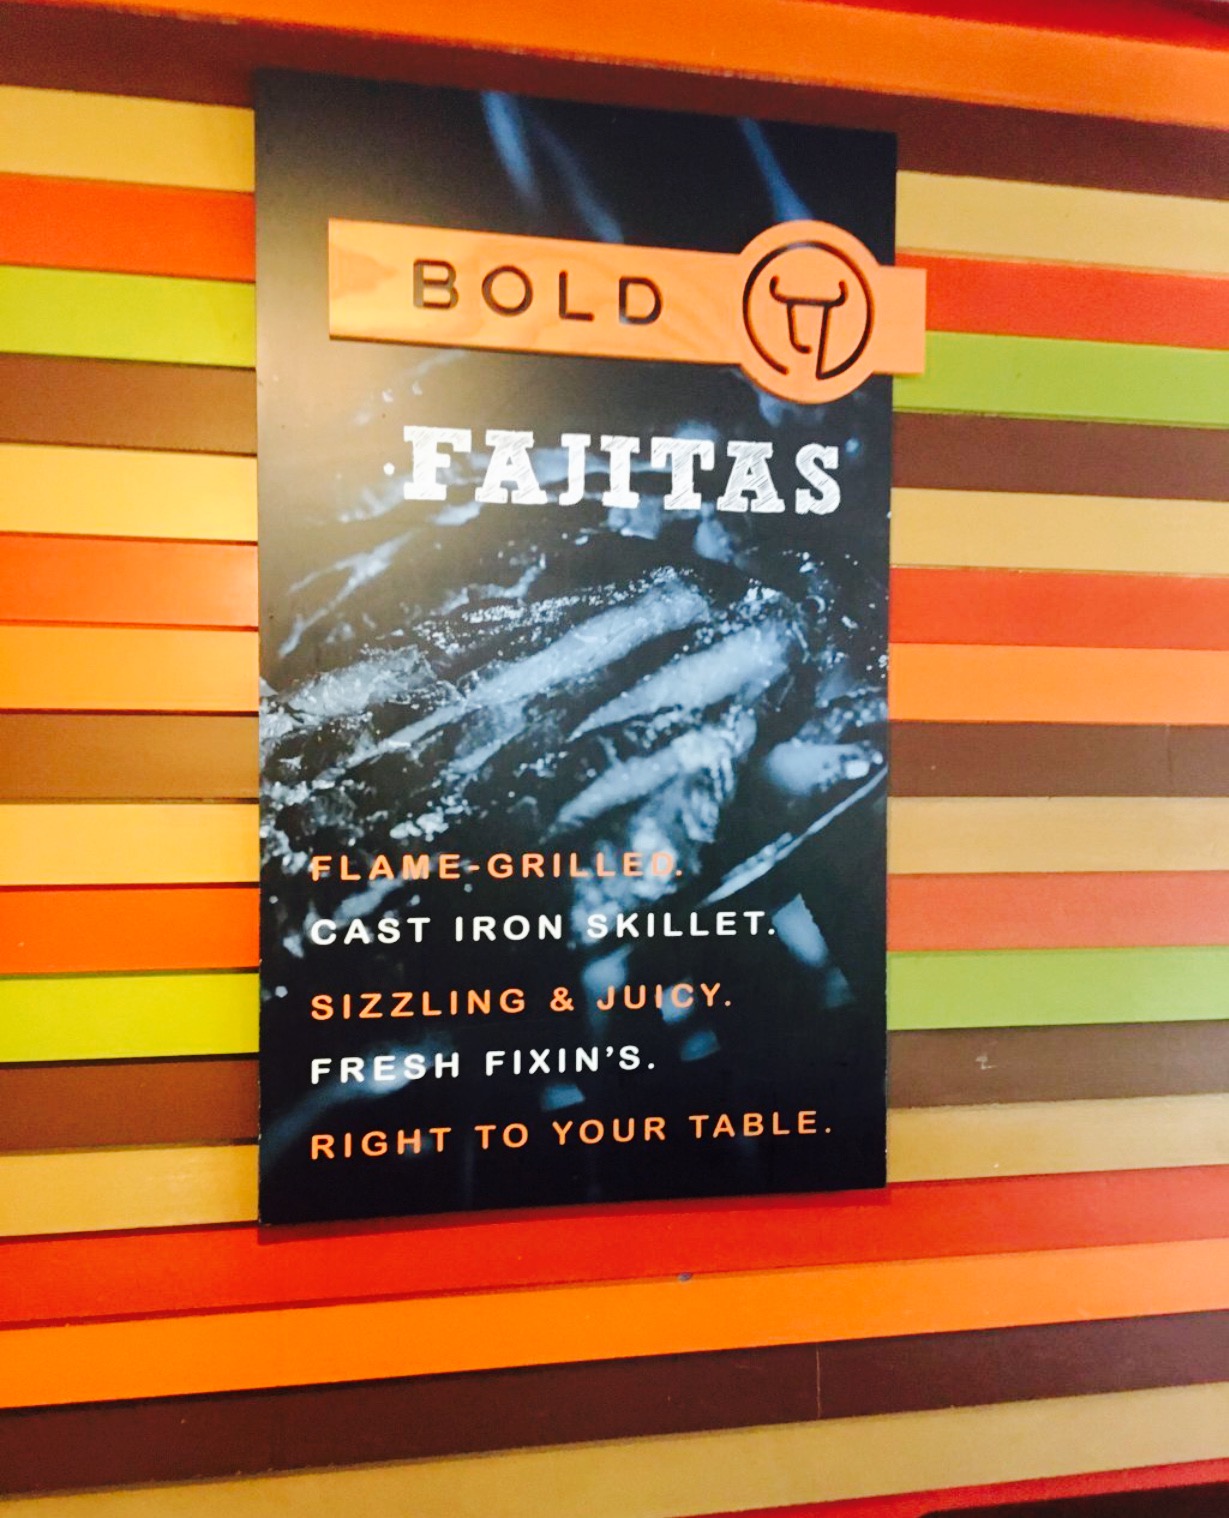 BOLD
FAJITAS
FLAME-GRILLED.
CAST IRON SKILLET.
SIZZLING & JUICY.
FRESH FIXIN'S.
RIGHT TO YOUR TABLE.